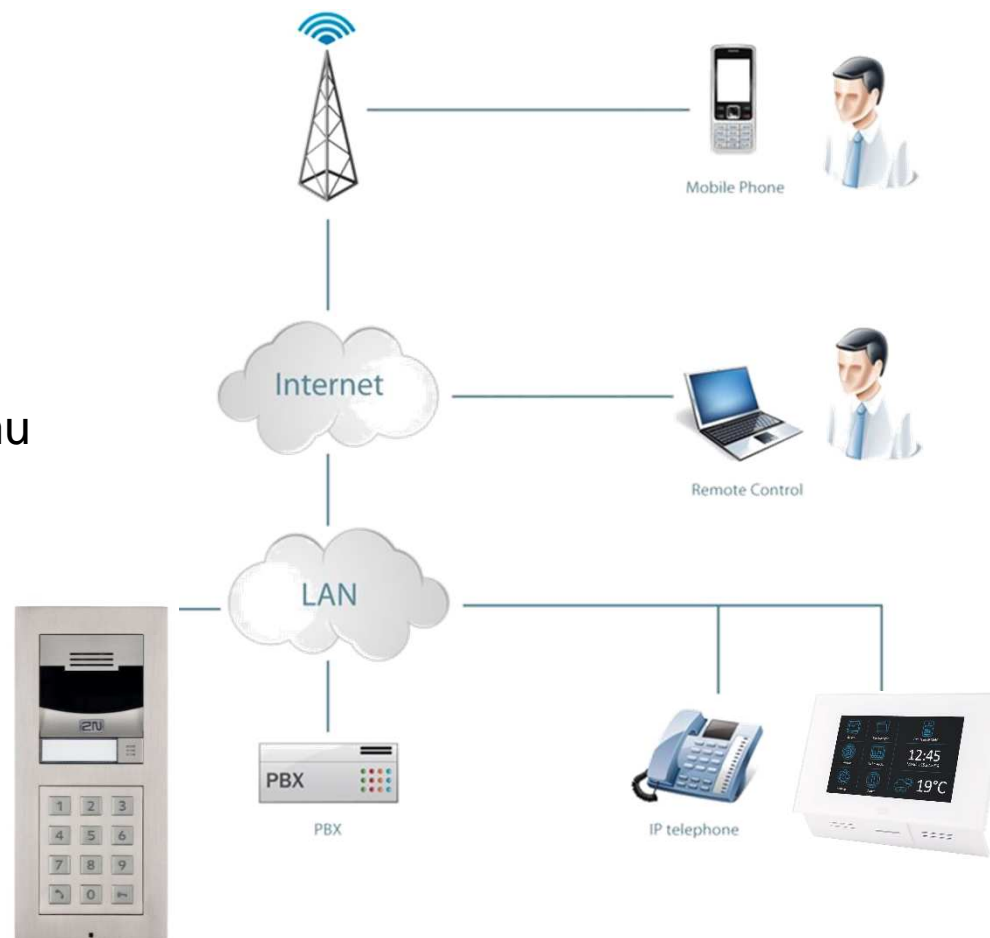 Mobile Phone
Internet
Remote Control
nu
LAN
2N
PBX
PBX
IP telephone
12:45
19°C
1 2 3
4 5 6
7 8 9
0